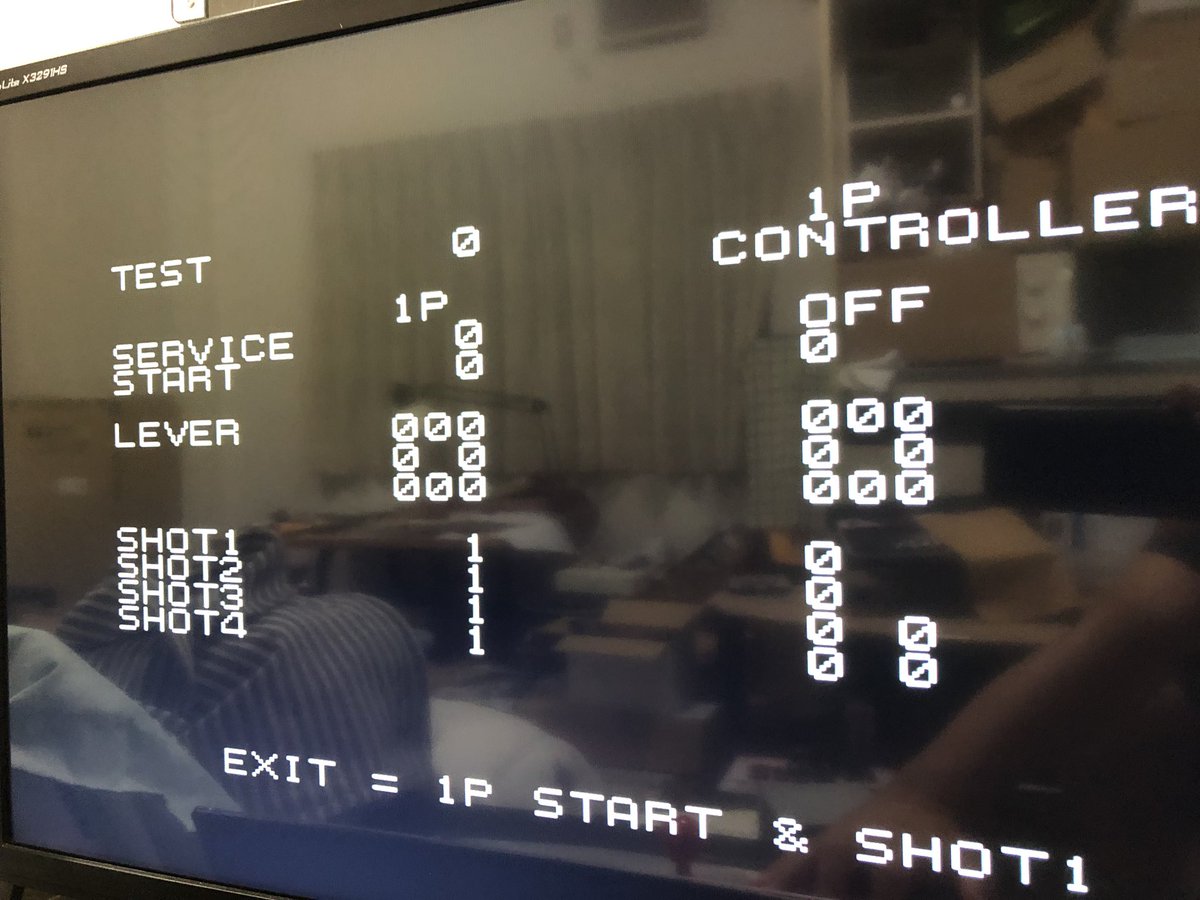 X3291HS
1P
TEST 0 CONTROLLER
1P OFF
SERVICE 0 0
START 0
LEVER 000 000
0 0 0 0
000 000
SHOT1 1 0
SHOT2 1 0
SHOT3 1 0 0
SHOT4 1 0 0
EXIT = 1P START & SHOT1